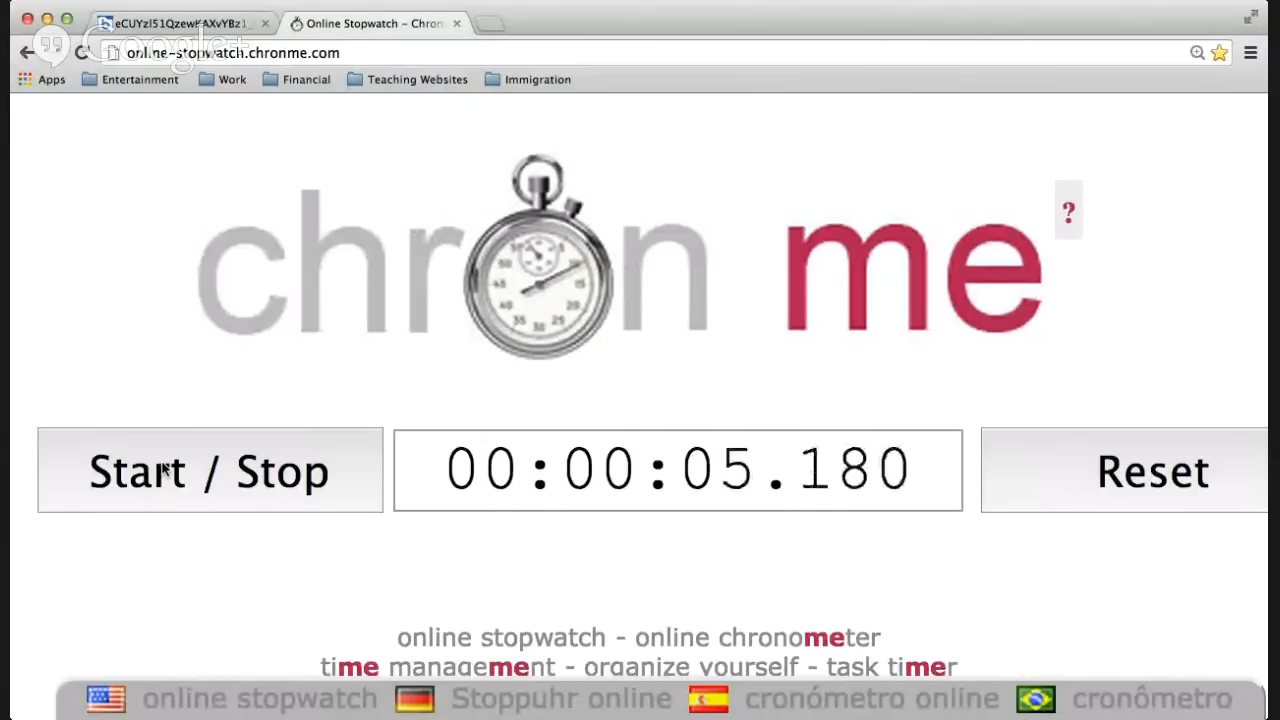 Online Stopwatch – Chron
Google+
online-stopwatch.chronme.com
Apps Entertainment Work Financial Teaching Websites Immigration
chron me ?
Start / Stop 00:00:05.180 Reset
online stopwatch - online chronometer
time management - organize yourself - task timer
online stopwatch Stoppuhr online cronómetro online cronômetro